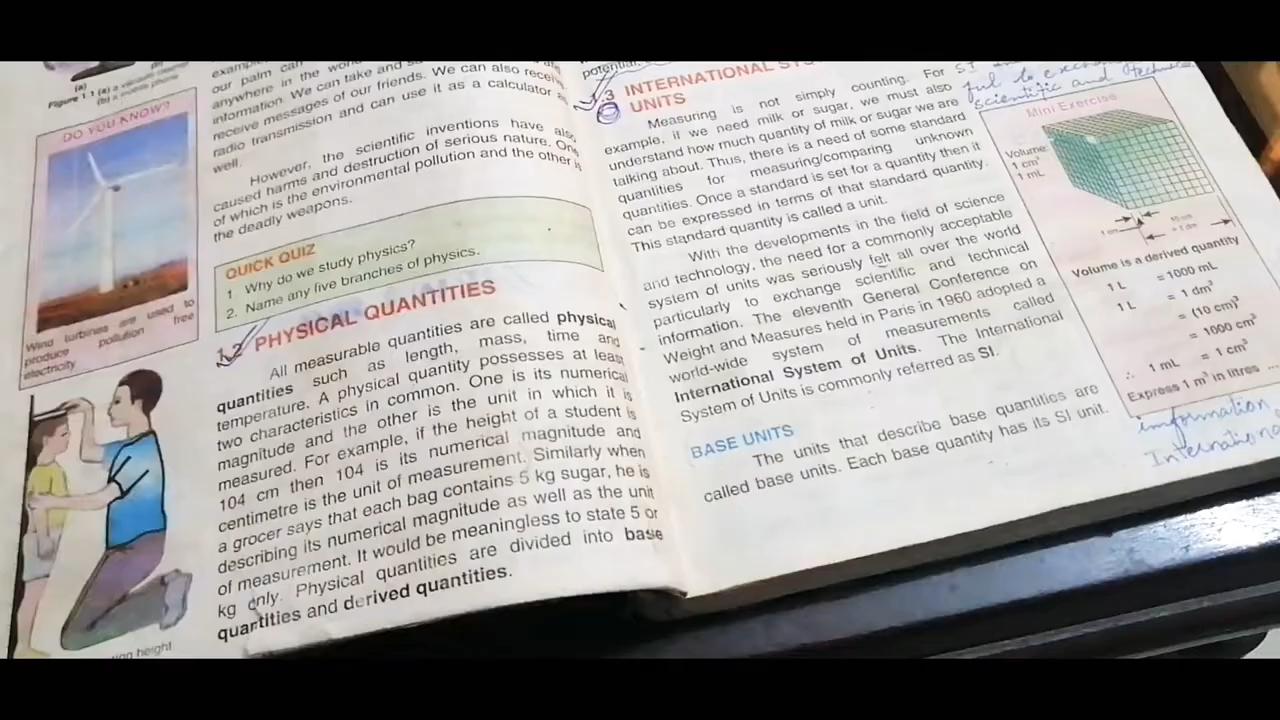 (a)
Figure 1.1 (a) a vacuum cleaner
(b) a mobile phone
DO YOU KNOW?
Wind turbines are used to
produce pollution free
electricity
height
our palm can
anywhere in the
information. We can take and
receive messages of our friends. We can also
radio transmission and can use it as a calculator
well.
However, the scientific inventions have also
caused harms and destruction of serious nature. One
of which is the environmental pollution and the other is
the deadly weapons.
QUICK QUIZ
1 Why do we study physics?
2. Name any five branches of physics.
1.2 PHYSICAL QUANTITIES
All measurable quantities are called physical
quantities such as length, mass, time and
temperature. A physical quantity possesses at least
two characteristics in common. One is its numerical
magnitude and the other is the unit in which it is
measured. For example, if the height of a student is
104 cm then 104 is its numerical magnitude and
centimetre is the unit of measurement. Similarly when
a grocer says that each bag contains 5 kg sugar, he is
describing its numerical magnitude as well as the unit
of measurement. It would be meaningless to state 5 or
kg only. Physical quantities are divided into base
quantities and derived quantities.
potential.
3 INTERNATIONAL
UNITS
Measuring is not simply counting. For
example, if we need milk or sugar, we must also
understand how much quantity of milk or sugar we are
talking about. Thus, there is a need of some standard
quantities for measuring/comparing unknown
quantities. Once a standard is set for a quantity then it
can be expressed in terms of that standard quantity.
This standard quantity is called a unit.
With the developments in the field of science
and technology, the need for a commonly acceptable
system of units was seriously felt all over the world
particularly to exchange scientific and technical
information. The eleventh General Conference on
Weight and Measures held in Paris in 1960 adopted a
world-wide system of measurements called
International System of Units. The International
System of Units is commonly referred as SI.
BASE UNITS
The units that describe base quantities are
called base units. Each base quantity has its SI unit.
SI
ful to
scientific and
Mini Exercise
Volume
1 cm³
1 mL
1 cm
10 cm
= 1 dm
Volume is a derived quantity
1 L = 1000 mL
1 L = 1 dm³
= (10 cm)³
= 1000 cm³
∴ 1 mL = 1 cm³
Express 1 m³ in litres ...
information
Internationa